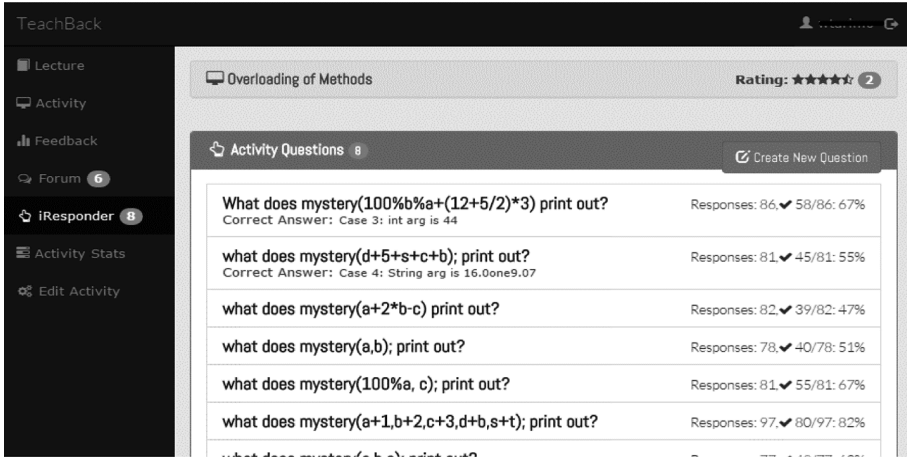 TeachBack
Lecture
Activity
Feedback
Forum 6
iResponder 8
Activity Stats
Edit Activity
Overloading of Methods
Rating: 2
Activity Questions 8
Create New Question
What does mystery(100%b%a+(12+5/2)*3) print out?
Responses: 86,✔ 58/86: 67%
Correct Answer: Case 3: int arg is 44
what does mystery(d+5+s+c+b); print out?
Responses: 81,✔ 45/81: 55%
Correct Answer: Case 4: String arg is 16.0one9.07
what does mystery(a+2*b-c) print out?
Responses: 82,✔ 39/82: 47%
what does mystery(a,b); print out?
Responses: 78,✔ 40/78: 51%
what does mystery(100%a, c); print out?
Responses: 81,✔ 55/81: 67%
what does mystery(a+1,b+2,c+3,d+b,s+t); print out?
Responses: 97,✔ 80/97: 82%